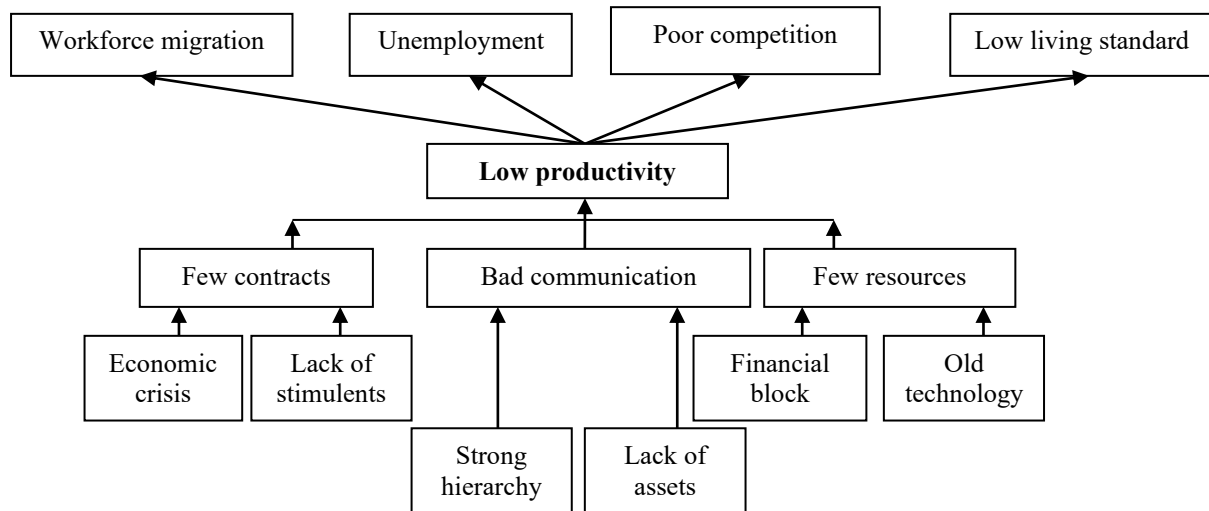 Workforce migration
Unemployment
Poor competition
Low living standard
Low productivity
Few contracts
Bad communication
Few resources
Economic
crisis
Lack of
stimulents
Financial
block
Old
technology
Strong
hierarchy
Lack of
assets